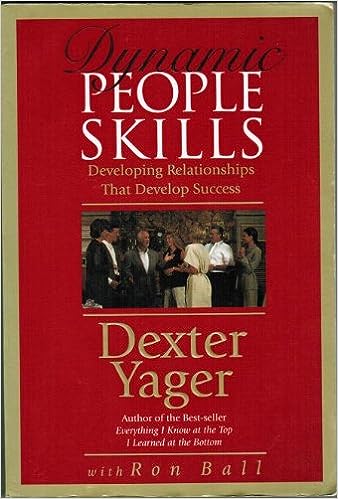 Dynamic
PEOPLE
SKILLS
Developing Relationships
That Develop Success
Dexter
Yager
Author of the Best-seller
Everything I Know at the Top
I Learned at the Bottom
with Ron Ball